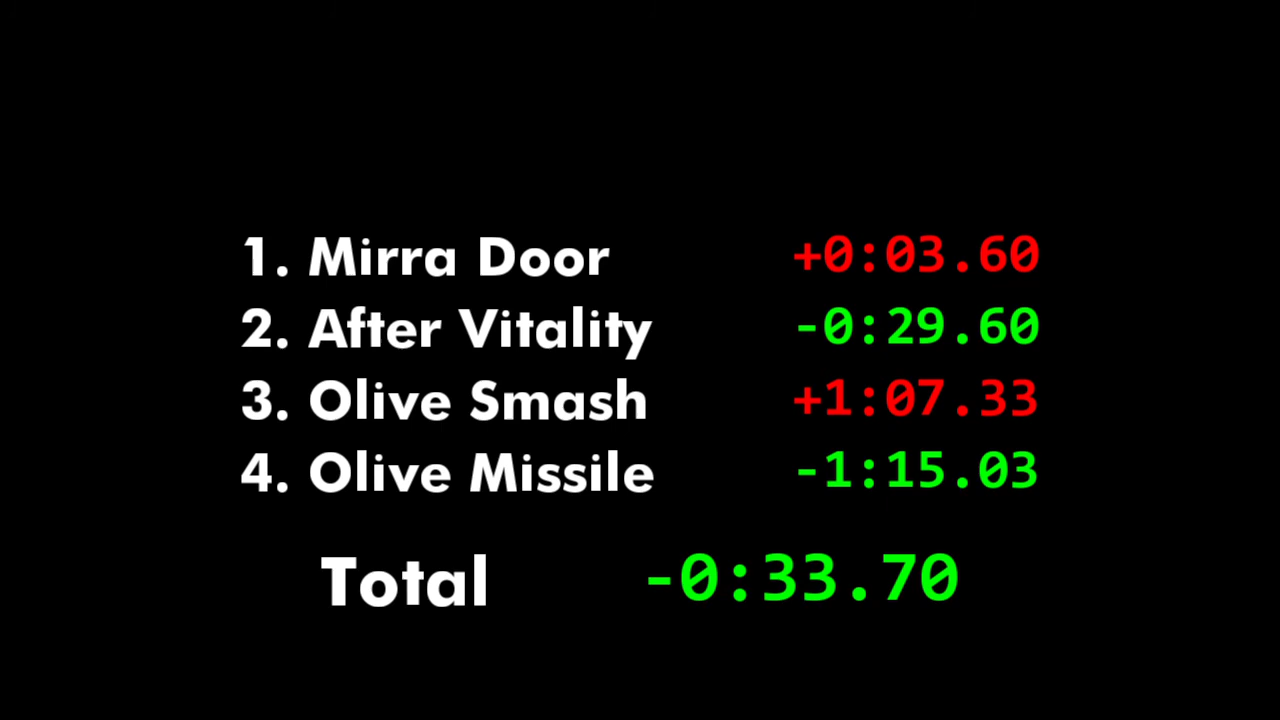 1. Mirra Door +0:03.60
2. After Vitality -0:29.60
3. Olive Smash +1:07.33
4. Olive Missile -1:15.03
Total -0:33.70